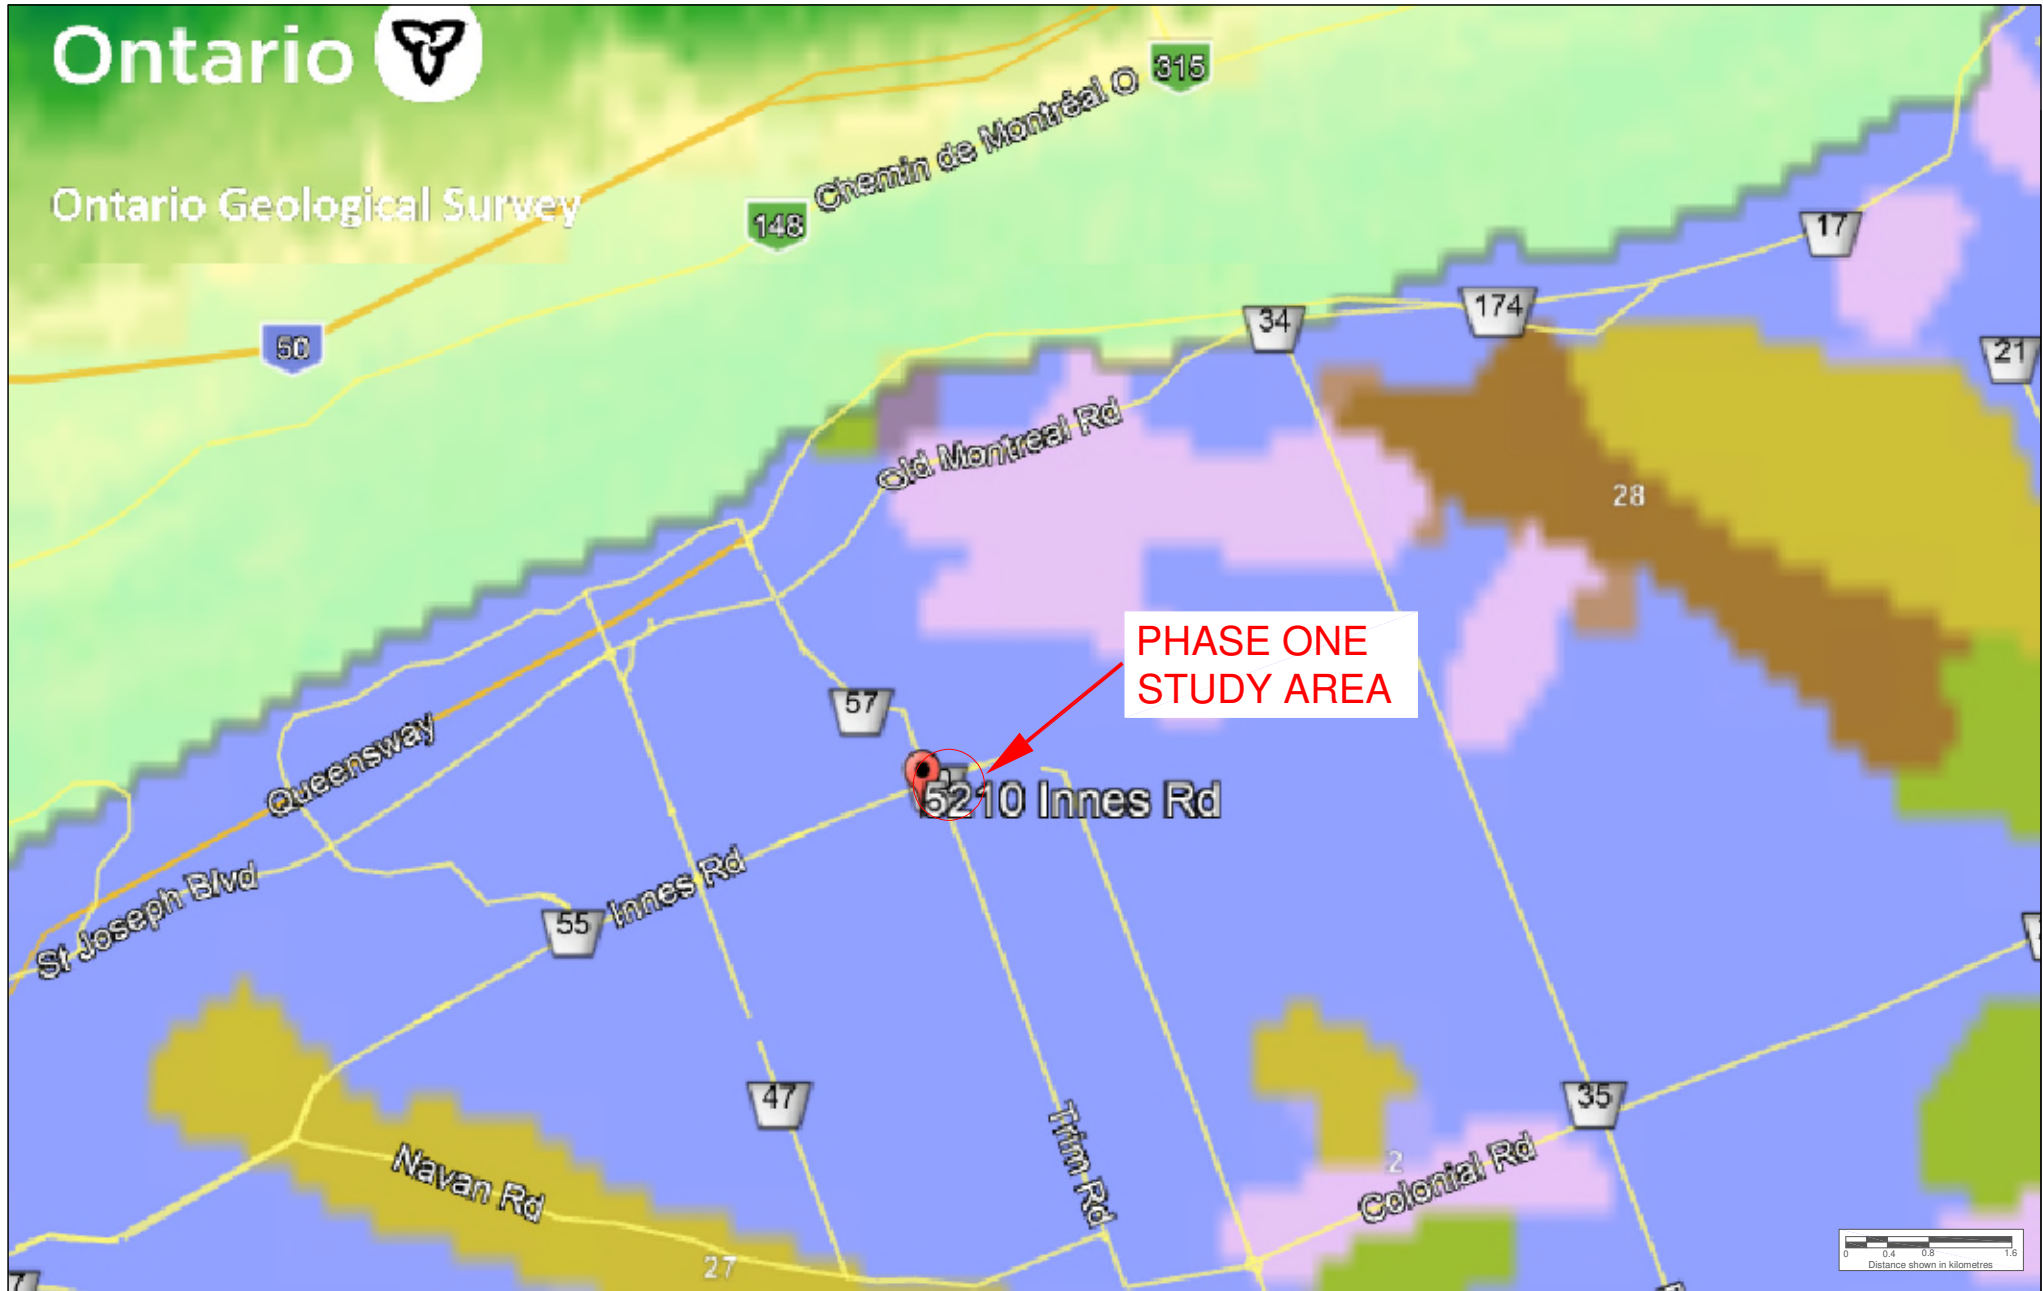 Ontario
315
Chemin de Montréal O
Ontario Geological Survey
148
17
50
34
174
21
Old Montreal Rd
28
PHASE ONE
STUDY AREA
57
Queensway
5210 Innes Rd
St Joseph Blvd
55
Innes Rd
47
35
Trim Rd
Navan Rd
2
Colonial Rd
27
7
0 0.4 0.8 1.6
Distance shown in kilometres